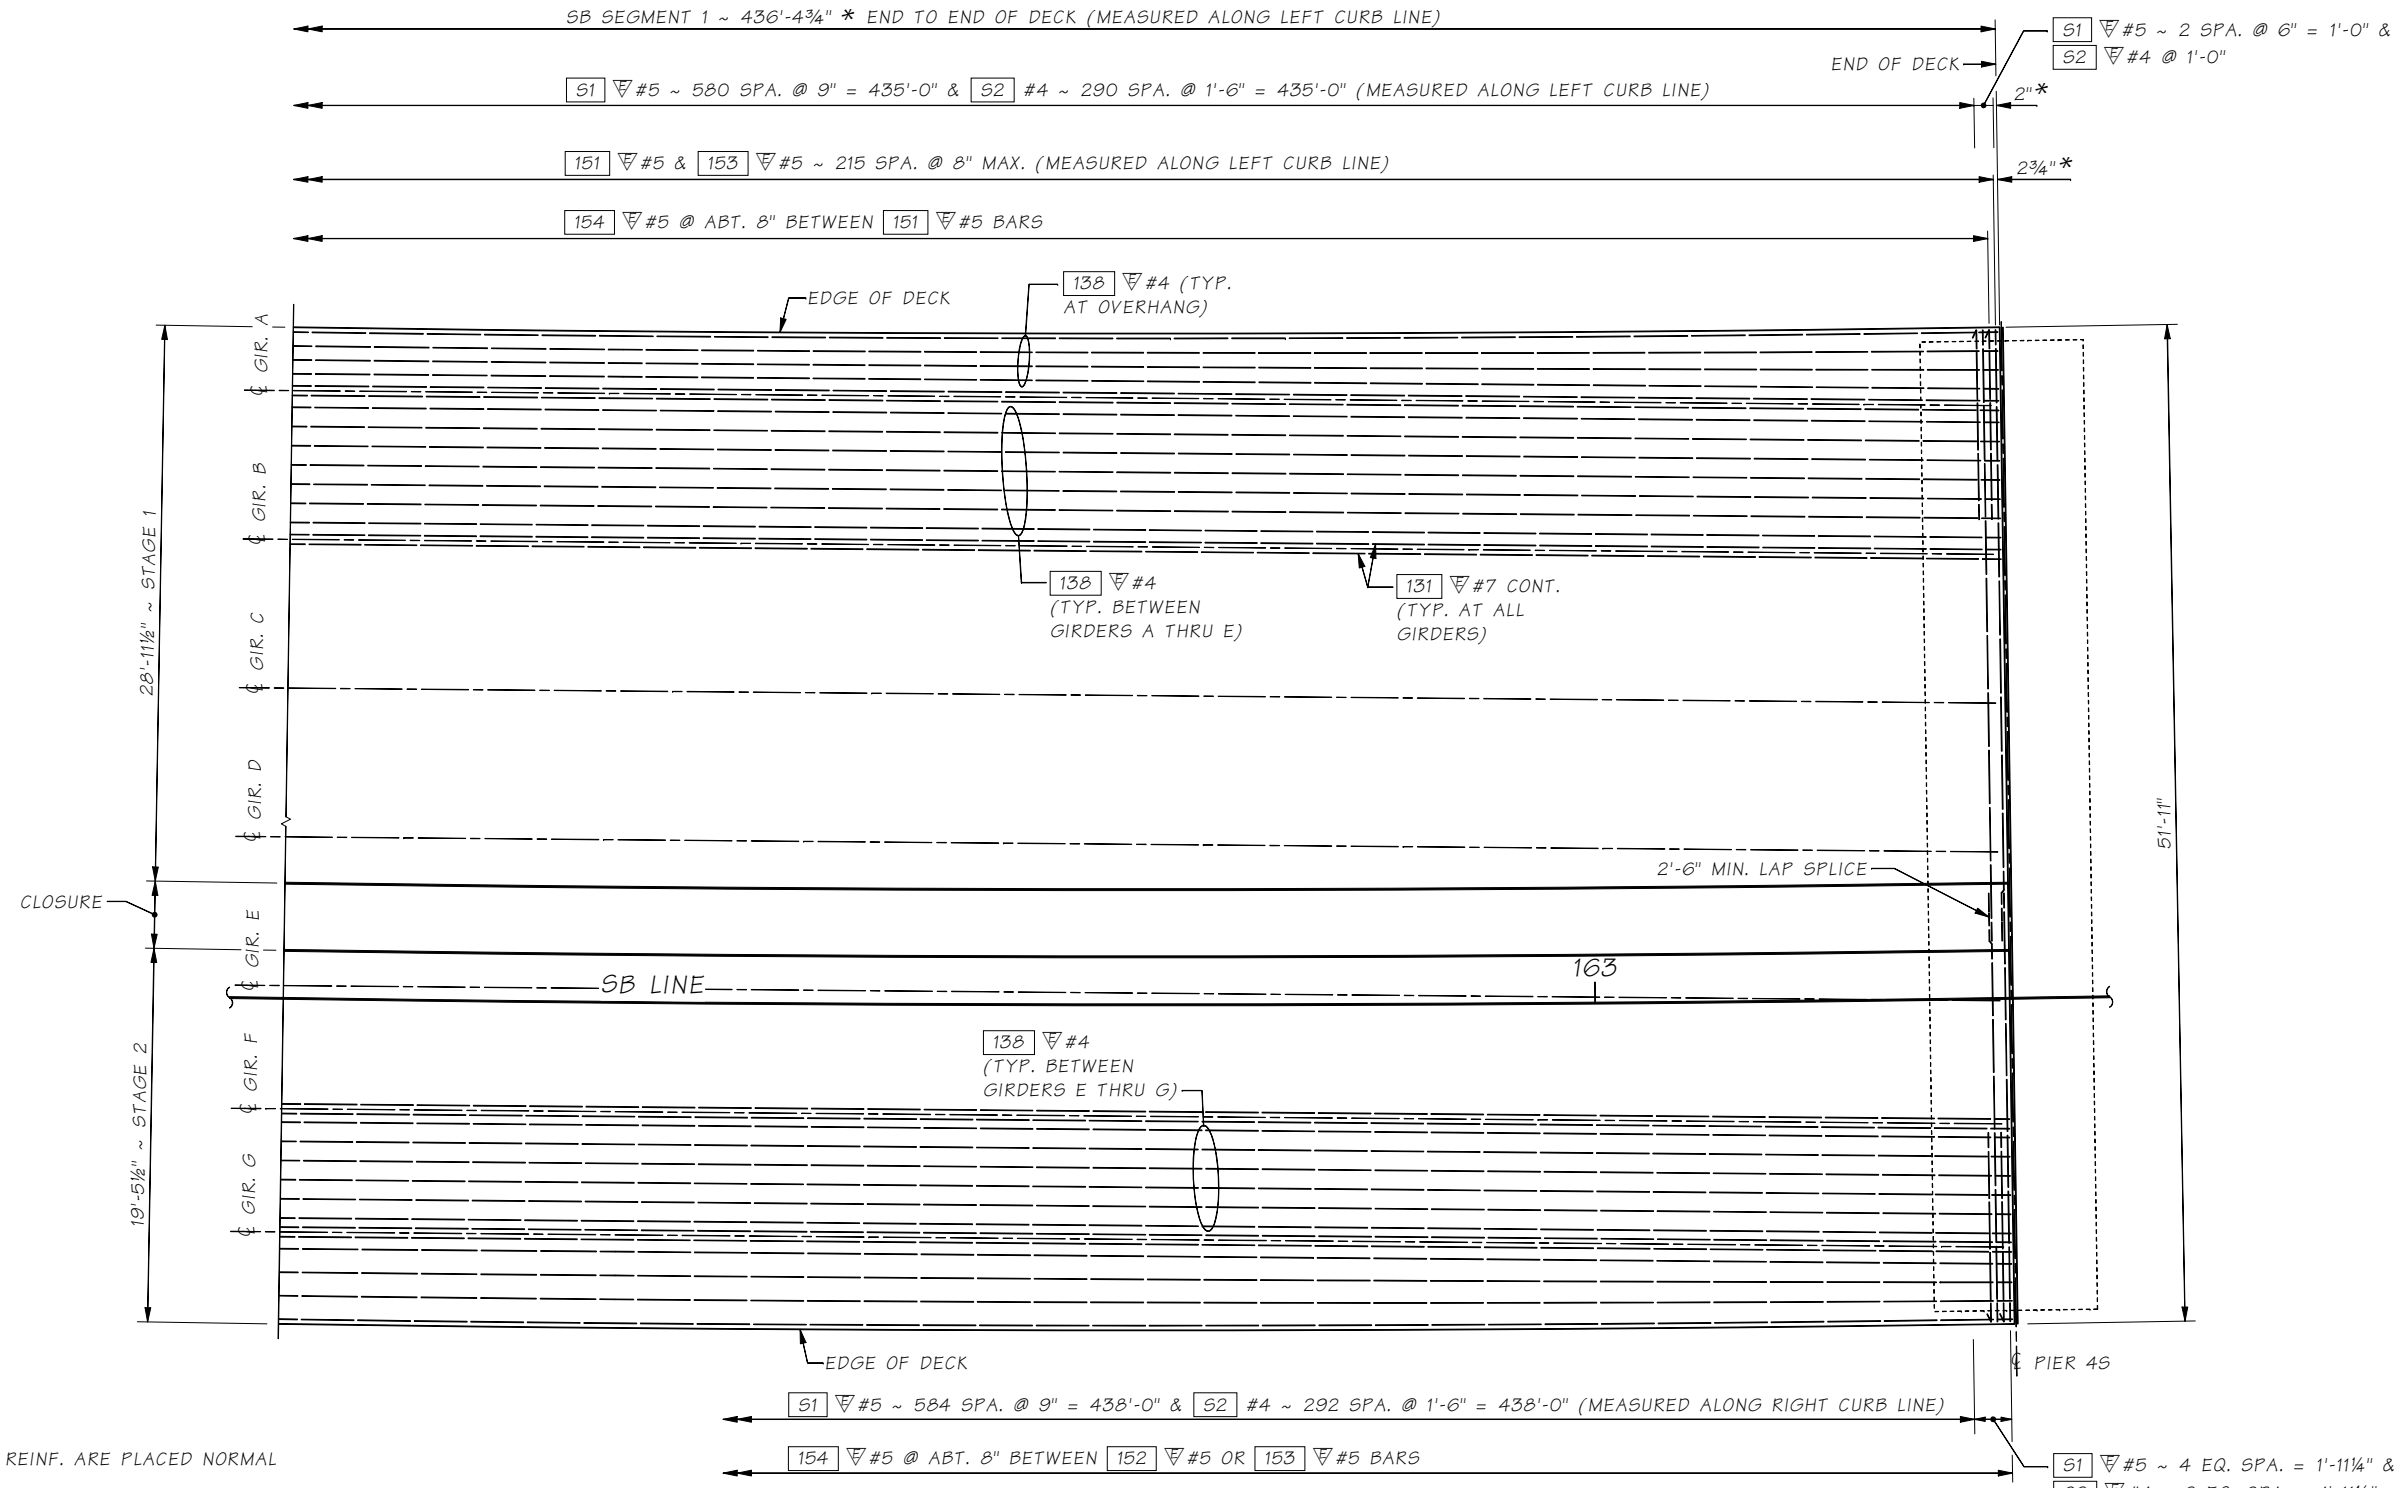 SB SEGMENT 1 ~ 436'-4¾" * END TO END OF DECK (MEASURED ALONG LEFT CURB LINE)
S1 E #5 ~ 2 SPA. @ 6" = 1'-0" &
S2 E #4 @ 1'-0"
END OF DECK
S1 E #5 ~ 580 SPA. @ 9" = 435'-0" & S2 #4 ~ 290 SPA. @ 1'-6" = 435'-0" (MEASURED ALONG LEFT CURB LINE)
2"*
151 E #5 & 153 E #5 ~ 215 SPA. @ 8" MAX. (MEASURED ALONG LEFT CURB LINE)
2¾"*
154 E #5 @ ABT. 8" BETWEEN 151 E #5 BARS
138 E #4 (TYP.
AT OVERHANG)
EDGE OF DECK
℄ GIR. A
℄ GIR. B
℄ GIR. C
℄ GIR. D
℄ GIR. E
℄ GIR. F
℄ GIR. G
28'-11½" ~ STAGE 1
CLOSURE
19'-5½" ~ STAGE 2
138 E #4
(TYP. BETWEEN
GIRDERS A THRU E)
131 E #7 CONT.
(TYP. AT ALL
GIRDERS)
51'-11"
2'-6" MIN. LAP SPLICE
SB LINE
163
138 E #4
(TYP. BETWEEN
GIRDERS E THRU G)
EDGE OF DECK
℄ PIER 4S
S1 E #5 ~ 584 SPA. @ 9" = 438'-0" & S2 #4 ~ 292 SPA. @ 1'-6" = 438'-0" (MEASURED ALONG RIGHT CURB LINE)
REINF. ARE PLACED NORMAL
154 E #5 @ ABT. 8" BETWEEN 152 E #5 OR 153 E #5 BARS
S1 E #5 ~ 4 EQ. SPA. = 1'-11¼" &